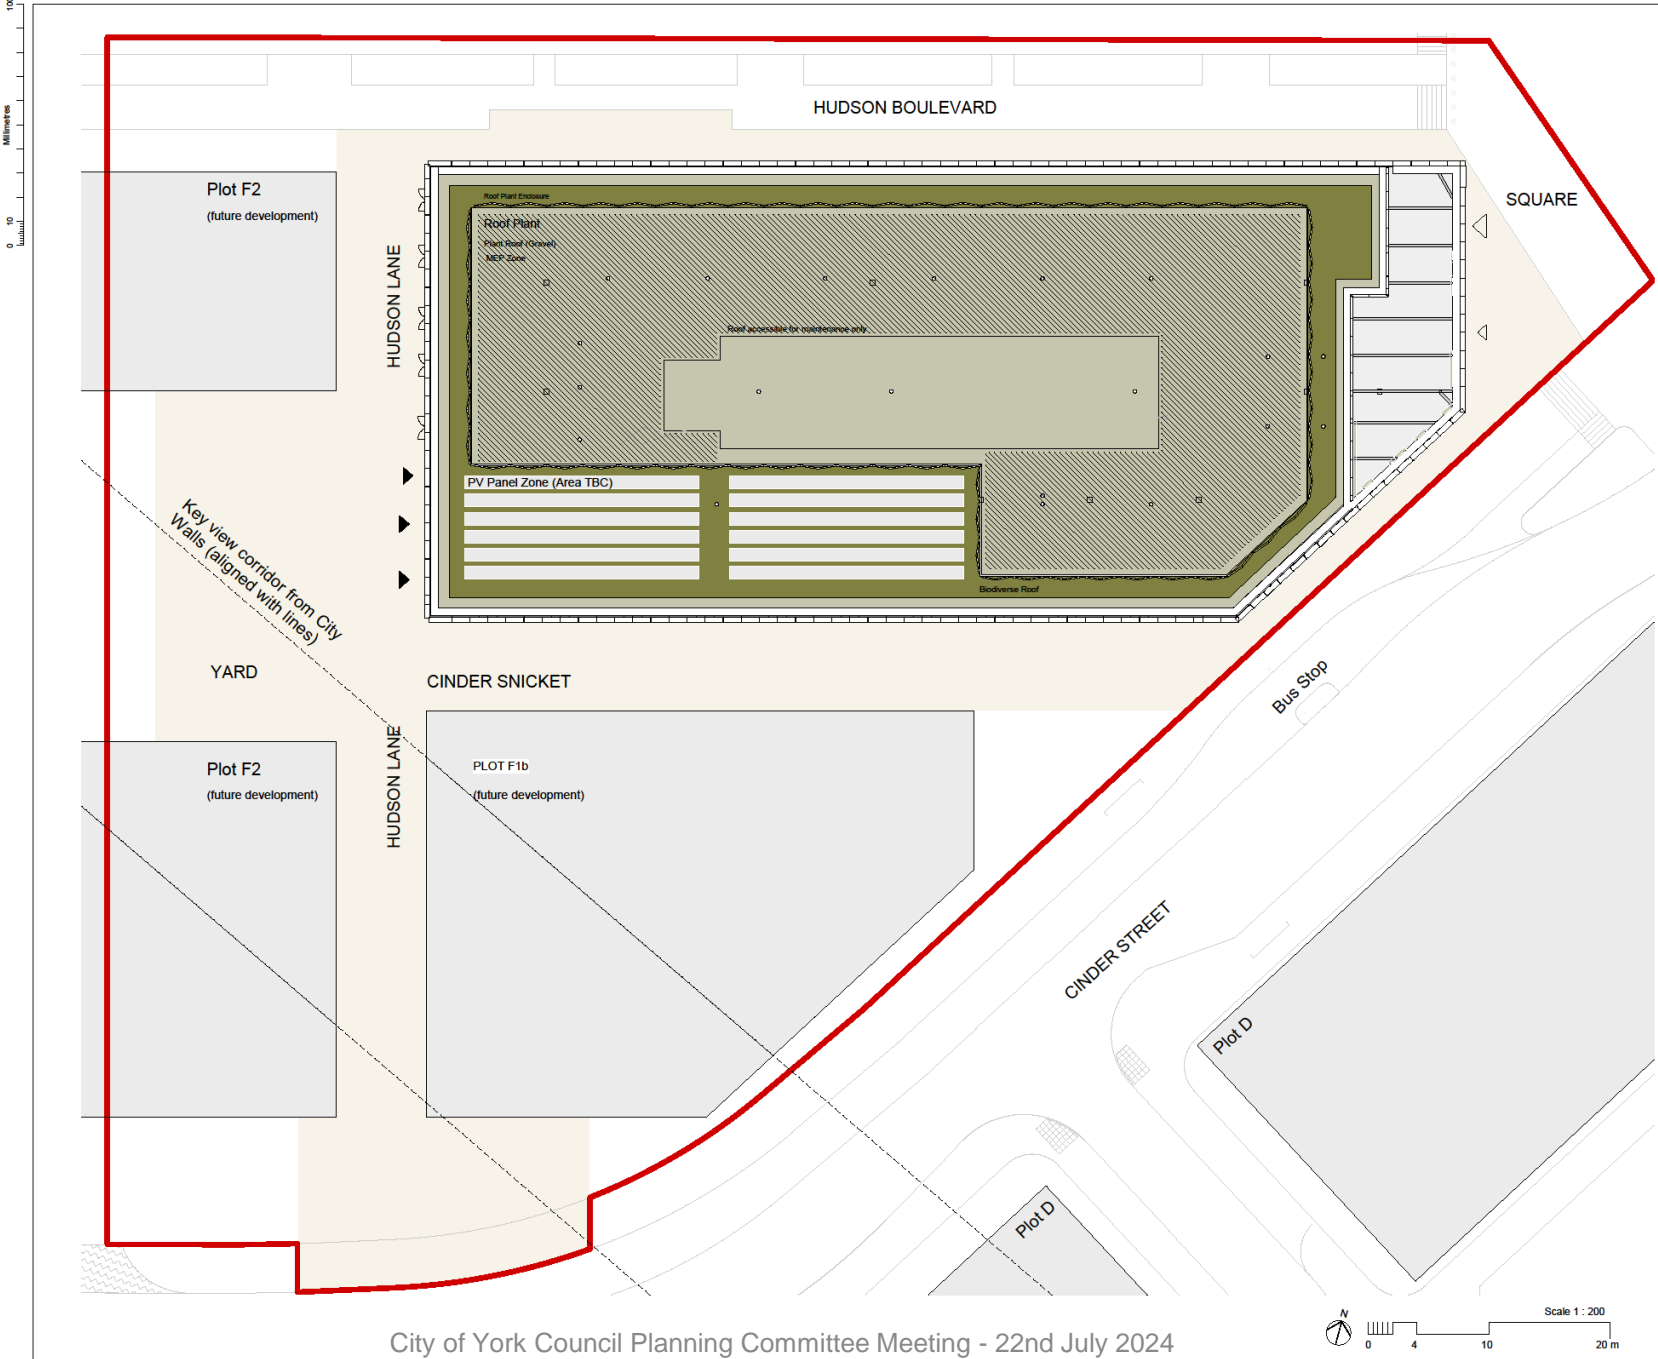 100
Millimetres
10
0
HUDSON BOULEVARD
Plot F2
(future development)
SQUARE
HUDSON LANE
Roof Plant Enclosure
Roof Plant
Plant Roof (Gravel)
MEP Zone
Roof accessible for maintenance only
PV Panel Zone (Area TBC)
Biodiverse Roof
Key view corridor from City
Walls (aligned with lines)
YARD
CINDER SNICKET
Bus Stop
Plot F2
(future development)
HUDSON LANE
PLOT F1b
(future development)
CINDER STREET
Plot D
Plot D
N
Scale 1 : 200
0 4 10 20 m
City of York Council Planning Committee Meeting - 22nd July 2024